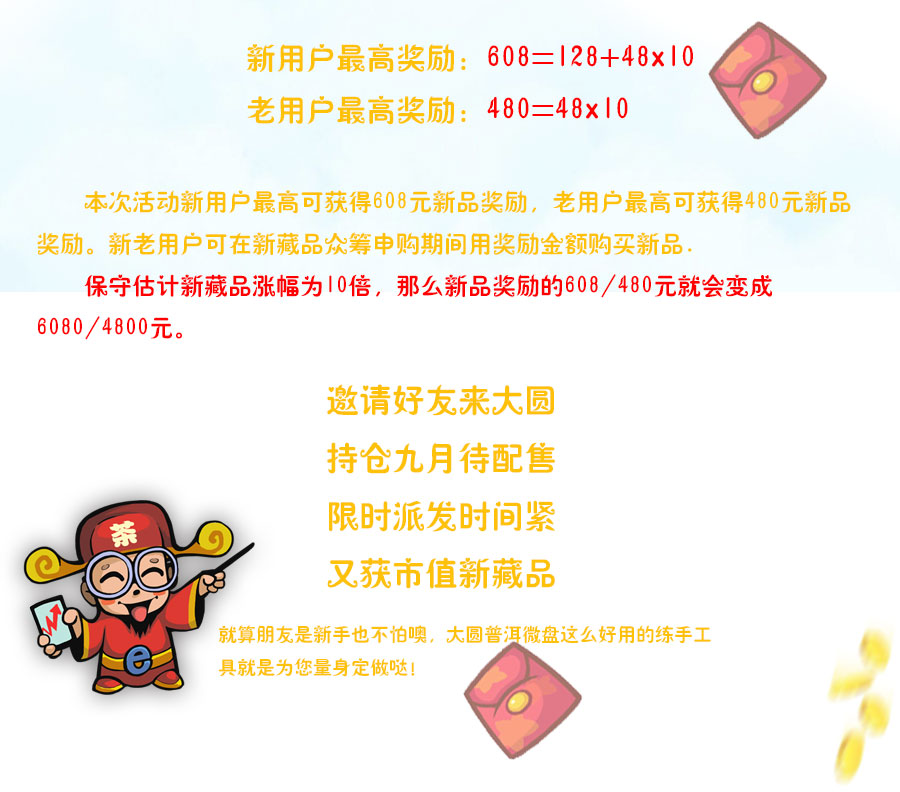 新用户最高奖励：608=128+48x10
老用户最高奖励：480=48x10
本次活动新用户最高可获得608元新品奖励，老用户最高可获得480元新品
奖励。新老用户可在新藏品众筹申购期间用奖励金额购买新品.
保守估计新藏品涨幅为10倍，那么新品奖励的608/480元就会变成
6080/4800元。
邀请好友来大圆
持仓九月待配售
限时派发时间紧
又获市值新藏品
茶
e
就算朋友是新手也不怕噢，大圆普洱微盘这么好用的练手工
具就是为您量身定做哒!